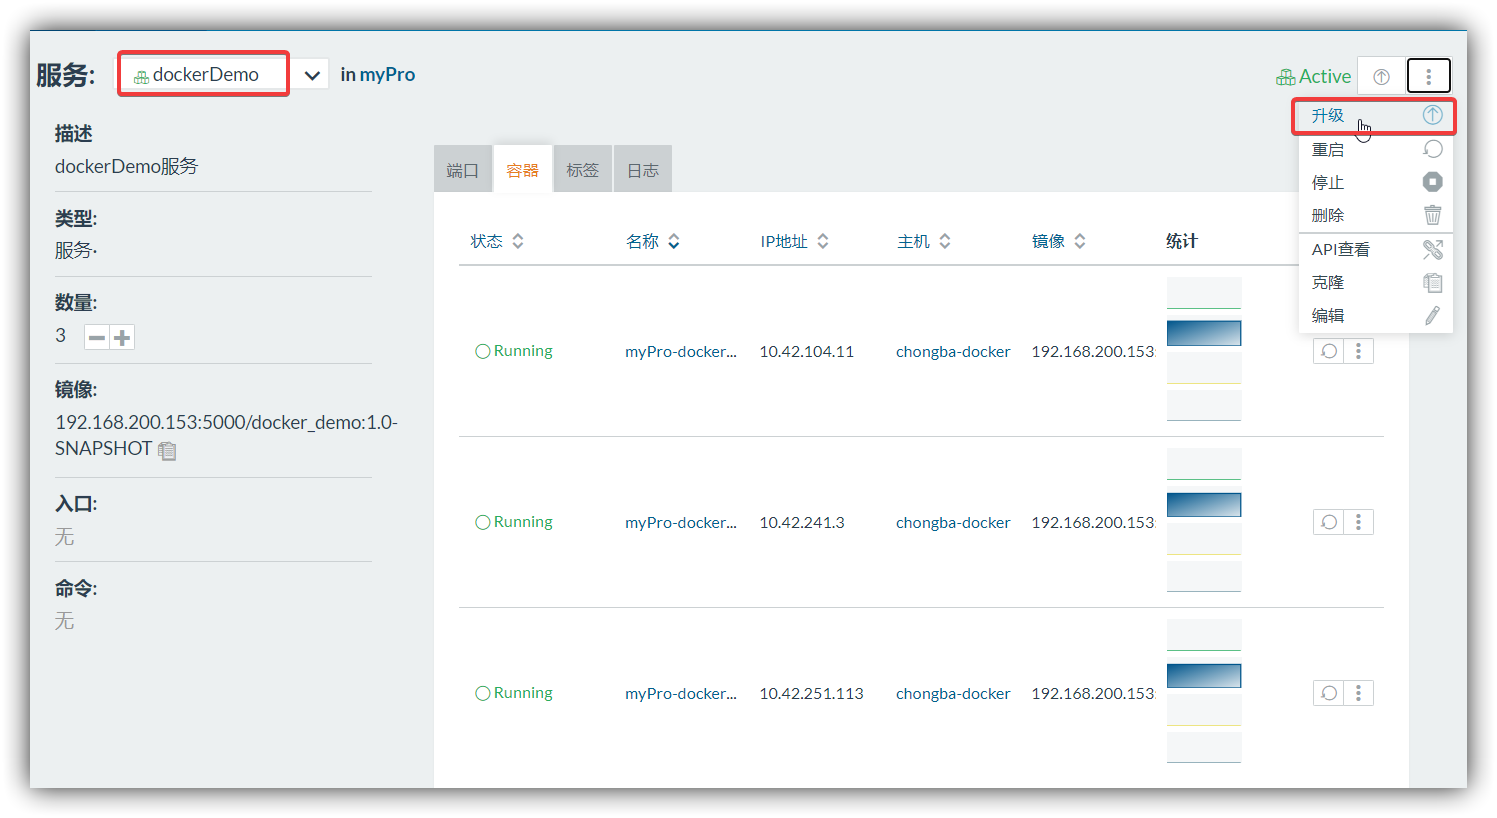 服务:
dockerDemo
in myPro
Active
升级
重启
停止
删除
API查看
克隆
编辑
描述
dockerDemo服务
类型:
服务·
数量:
3
镜像:
192.168.200.153:5000/docker_demo:1.0-
SNAPSHOT
入口:
无
命令:
无
端口 容器 标签 日志
状态 名称 IP地址 主机 镜像 统计
Running myPro-docker... 10.42.104.11 chongba-docker 192.168.200.153:
Running myPro-docker... 10.42.241.3 chongba-docker 192.168.200.153:
Running myPro-docker... 10.42.251.113 chongba-docker 192.168.200.153: